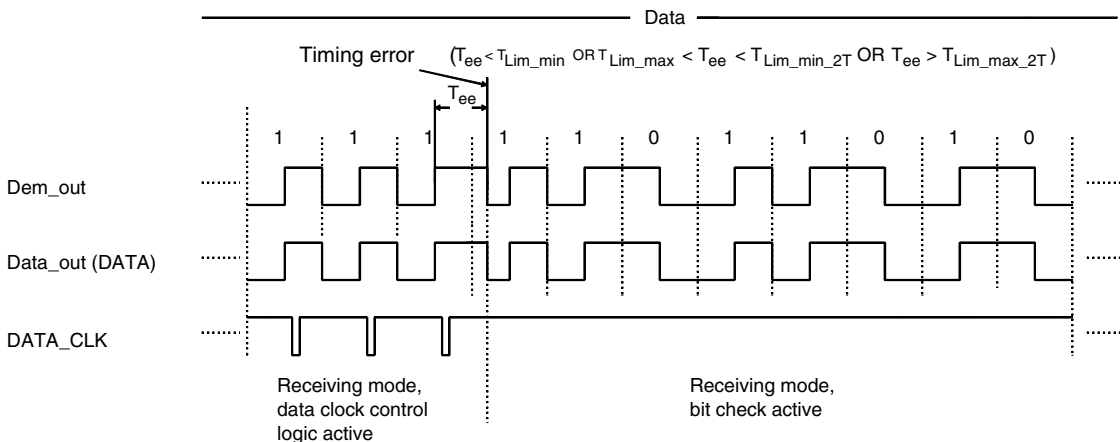 Data
Timing error (Tee < TLim_min OR TLim_max < Tee < TLim_min_2T OR Tee > TLim_max_2T)
Tee
1 1 1 1 1 0 1 1 0 1 0
Dem_out
Data_out (DATA)
DATA_CLK
Receiving mode,
data clock control
logic active
Receiving mode,
bit check active